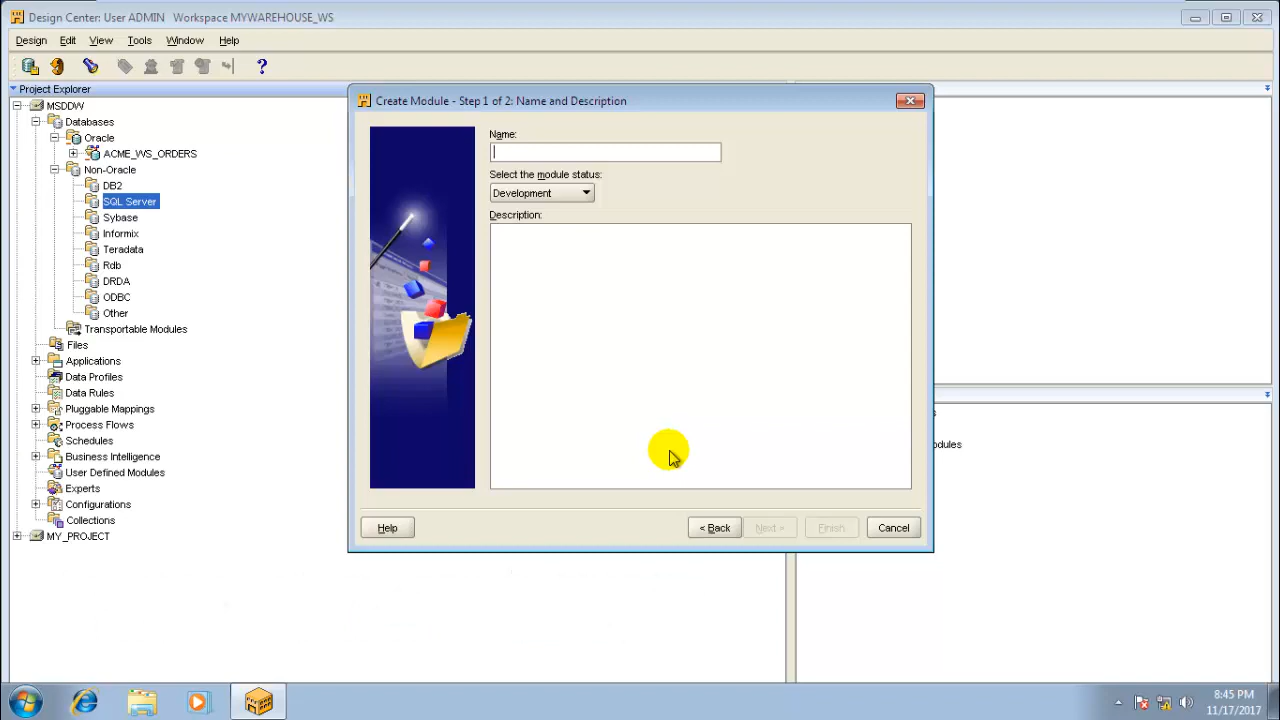 Design Center: User ADMIN Workspace MYWAREHOUSE_WS
Design Edit View Tools Window Help
Project Explorer
MSDDW
Databases
Oracle
ACME_WS_ORDERS
Non-Oracle
DB2
SQL Server
Sybase
Informix
Teradata
Rdb
DRDA
ODBC
Other
Transportable Modules
Files
Applications
Data Profiles
Data Rules
Pluggable Mappings
Process Flows
Schedules
Business Intelligence
User Defined Modules
Experts
Configurations
Collections
MY_PROJECT
Create Module - Step 1 of 2: Name and Description
Name:
Select the module status:
Development
Description:
Help
< Back
Next >
Finish
Cancel
odules
8:45 PM
11/17/2017